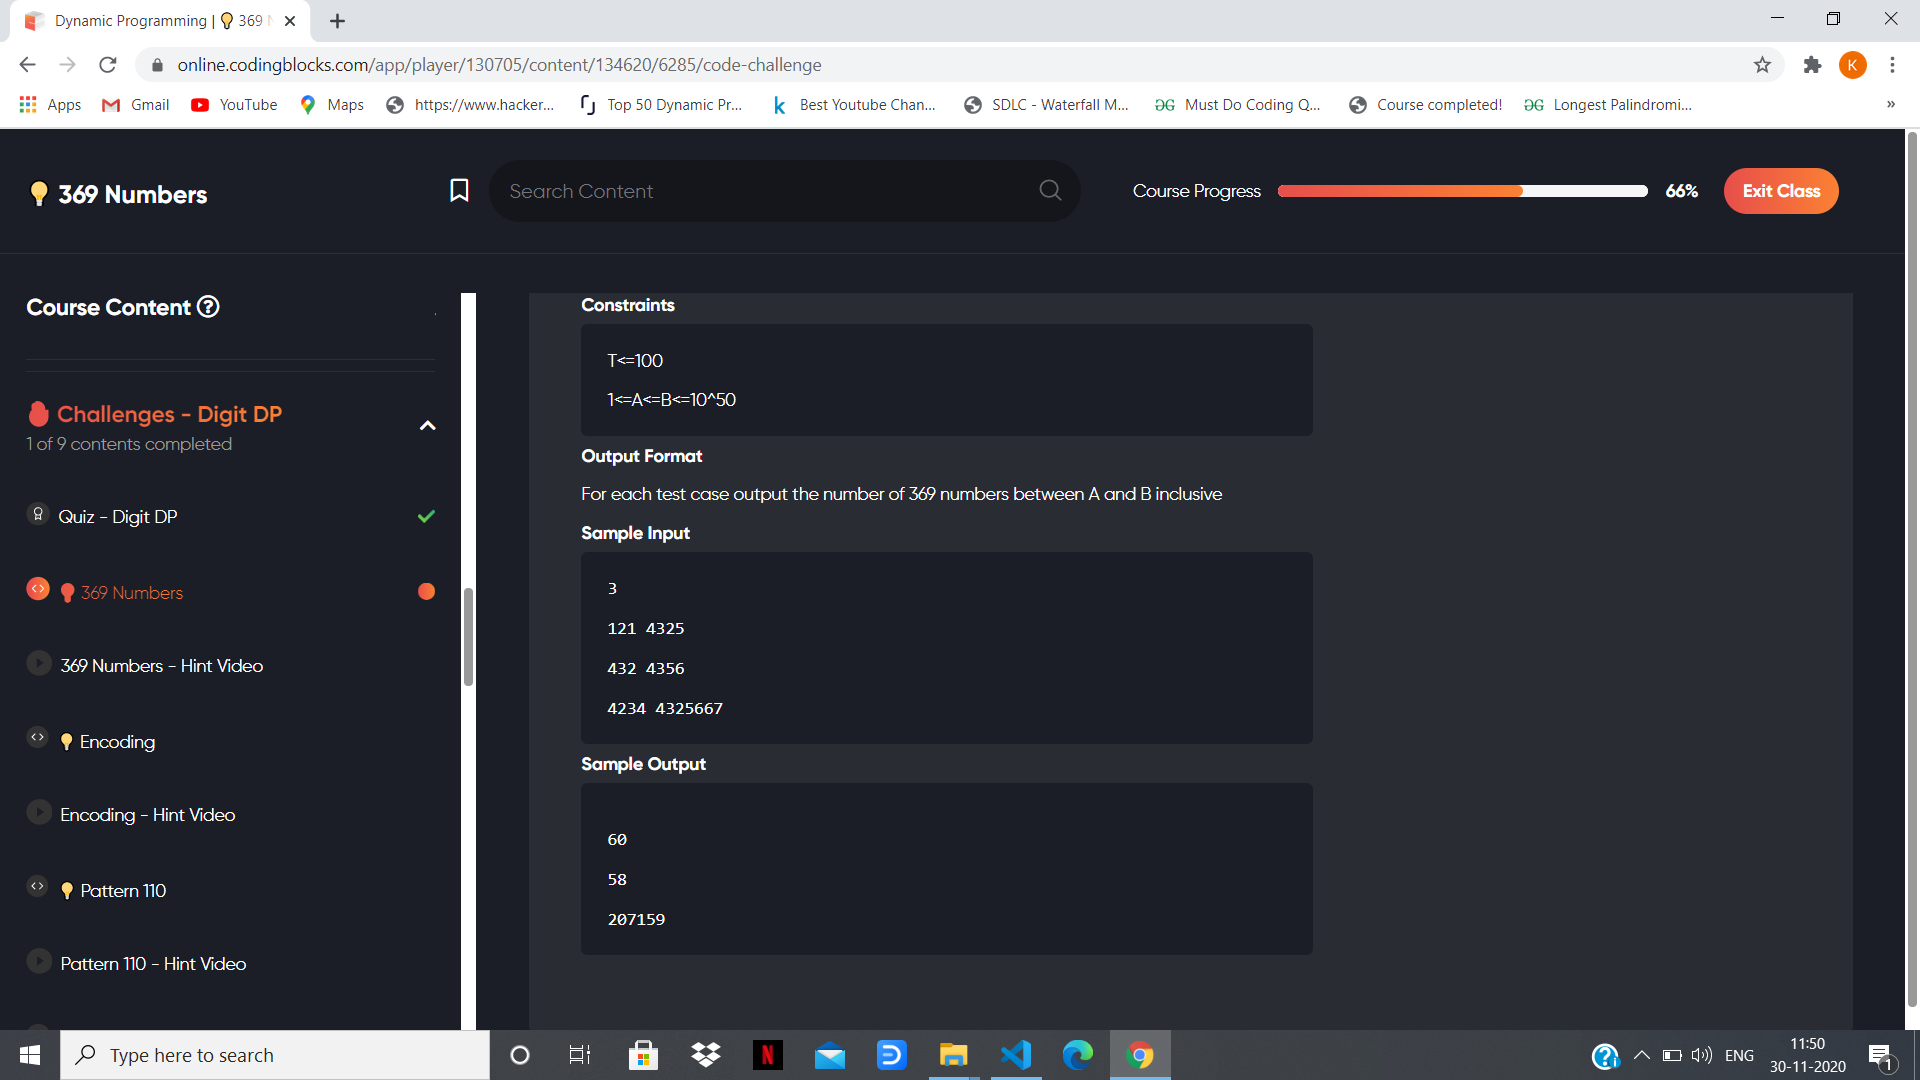 Dynamic Programming | 💡 369 N
online.codingblocks.com/app/player/130705/content/134620/6285/code-challenge
K
Apps
Gmail
YouTube
Maps
https://www.hacker...
Top 50 Dynamic Pr...
Best Youtube Chan...
SDLC - Waterfall M...
Must Do Coding Q...
Course completed!
Longest Palindromi...
»
💡 369 Numbers
Search Content
Course Progress
66%
Exit Class
Course Content
Challenges - Digit DP
1 of 9 contents completed
Quiz - Digit DP
369 Numbers
369 Numbers - Hint Video
💡 Encoding
Encoding - Hint Video
💡 Pattern 110
Pattern 110 - Hint Video
Constraints
T<=100
1<=A<=B<=10^50
Output Format
For each test case output the number of 369 numbers between A and B inclusive
Sample Input
3
121 4325
432 4356
4234 4325667
Sample Output
60
58
207159
Type here to search
ENG
11:50
30-11-2020
1